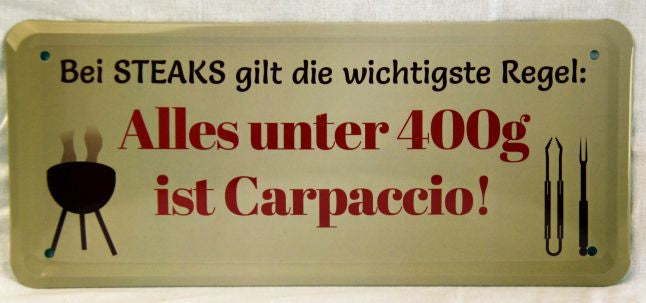 Bei STEAKS gilt die wichtigste Regel:
Alles unter 400g
ist Carpaccio!